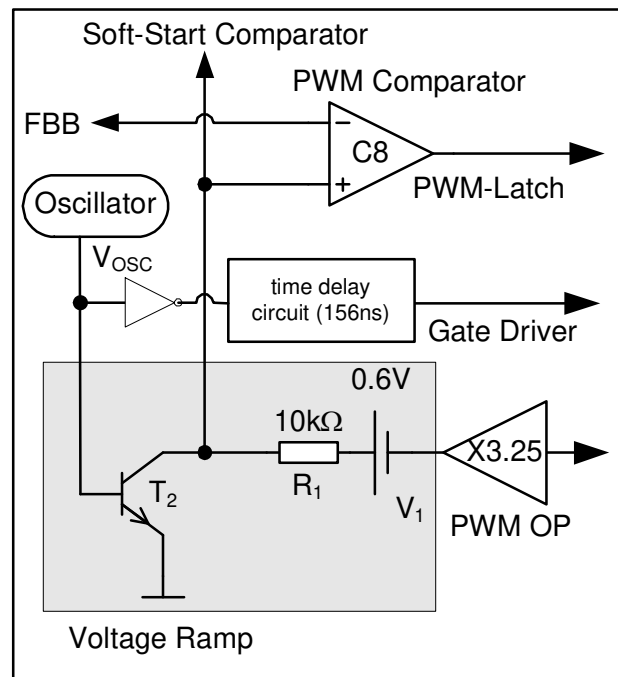 Soft-Start Comparator
PWM Comparator
FBB
−
C8
+
PWM-Latch
Oscillator
VOSC
time delay
circuit (156ns)
Gate Driver
0.6V
10kΩ
X3.25
T2
R1
V1
PWM OP
Voltage Ramp